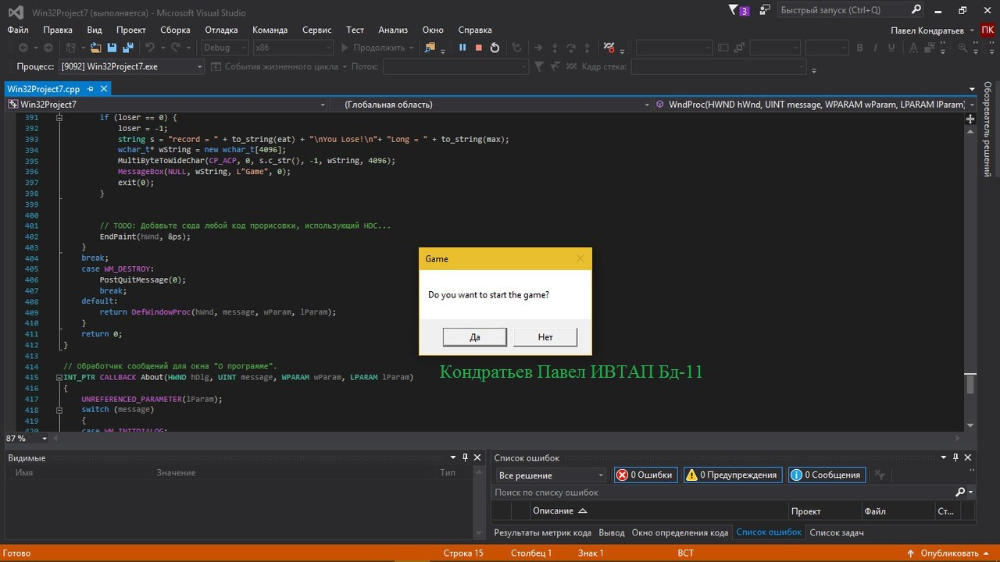 Win32Project7 (выполняется) - Microsoft Visual Studio
3
Быстрый запуск (Ctrl+Q)
Файл Правка Вид Проект Сборка Отладка Команда Сервис Тест Анализ Окно Справка
Павел Кондратьев ПК
Debug x86 Продолжить
Процесс: [9092] Win32Project7.exe События жизненного цикла Поток: Кадр стека:
Win32Project7.cpp
Обозреватель решений
Win32Project7 (Глобальная область) WndProc(HWND hWnd, UINT message, WPARAM wParam, LPARAM lParam)
391 if (loser == 0) {
392 loser = -1;
393 string s = "record = " + to_string(eat) + "\nYou Lose!\n"+ "Long = " + to_string(max);
394 wchar_t* wString = new wchar_t[4096];
395 MultiByteToWideChar(CP_ACP, 0, s.c_str(), -1, wString, 4096);
396 MessageBox(NULL, wString, L"Game", 0);
397 exit(0);
398 }
399
400
401 // TODO: Добавьте сюда любой код прорисовки, использующий HDC...
402 EndPaint(hWnd, &ps);
403 }
404 break;
405 case WM_DESTROY:
406 PostQuitMessage(0);
407 break;
408 default:
409 return DefWindowProc(hWnd, message, wParam, lParam);
410 }
411 return 0;
412 }
413
414 // Обработчик сообщений для окна "О программе".
415 INT_PTR CALLBACK About(HWND hDlg, UINT message, WPARAM wParam, LPARAM lParam)
416 {
417 UNREFERENCED_PARAMETER(lParam);
418 switch (message)
419 {
420 case WM_INITDIALOG:
Game
Do you want to start the game?
Да Нет
Кондратьев Павел ИВТАП Бд-11
87 %
Видимые
Имя Значение Тип
Список ошибок
Все решение 0 Ошибки 0 Предупреждения 0 Сообщения
Поиск по списку ошибок
Описание Проект Файл Ст...
Результаты метрик кода Вывод Окно определения кода Список ошибок Список задач
Готово Строка 15 Столбец 1 Знак 1 ВСТ Опубликовать